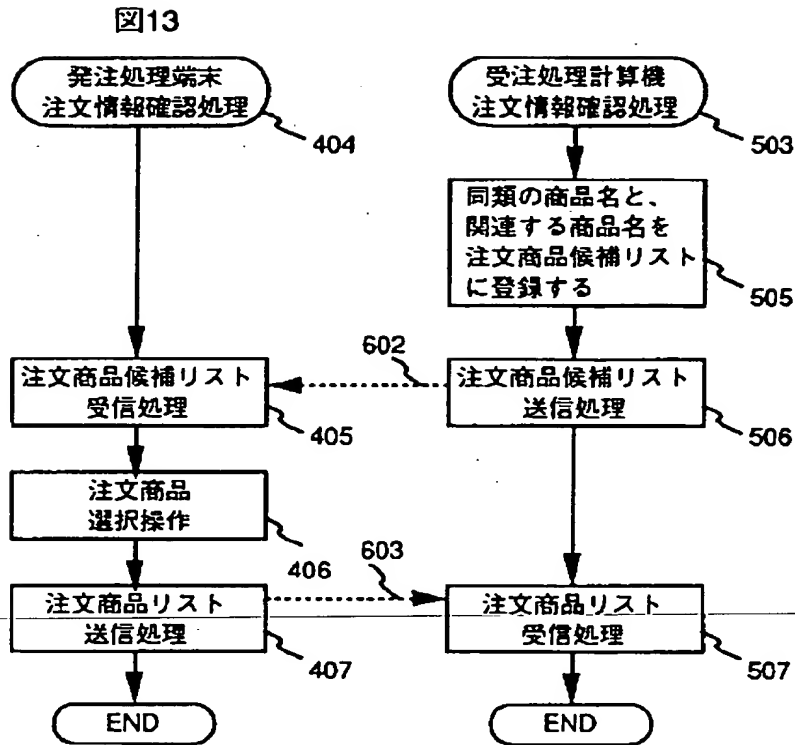 図13
発注処理端末
注文情報確認処理
404
受注処理計算機
注文情報確認処理
503
同類の商品名と、
関連する商品名を
注文商品候補リスト
に登録する
505
602
注文商品候補リスト
受信処理
405
注文商品候補リスト
送信処理
506
注文商品
選択操作
406
603
注文商品リスト
送信処理
407
注文商品リスト
受信処理
507
END
END